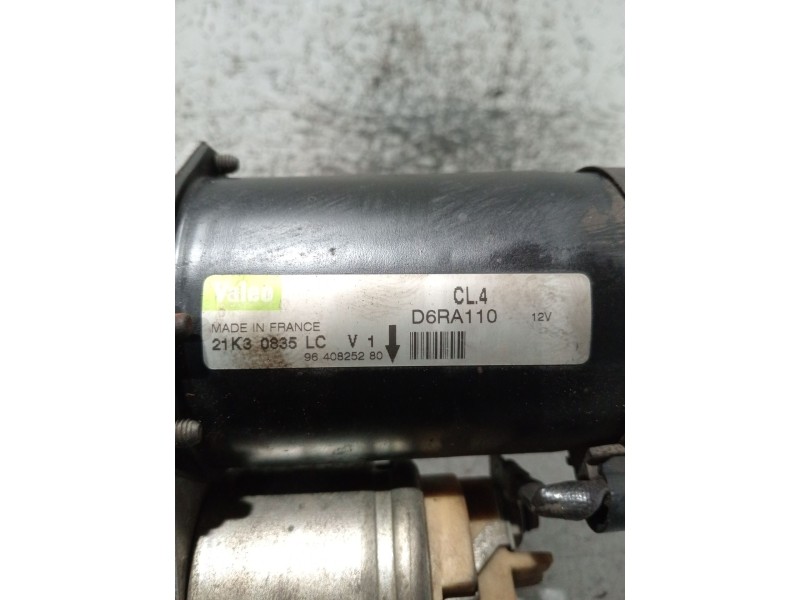 Valeo
D
CL.4
MADE IN FRANCE
D6RA110 12V
21K3 0835 LC V 1
96 408252 80